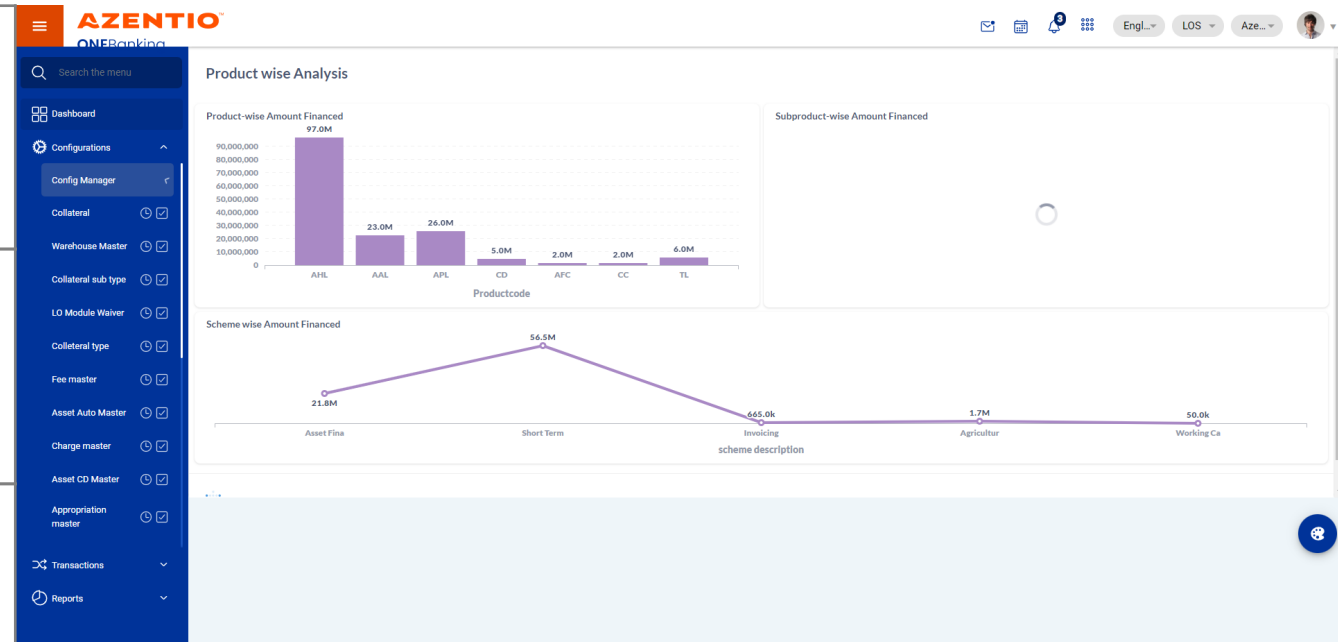 AZENTIO
ONEBanking
3
Engl...
LOS
Aze...
Search the menu
Dashboard
Configurations
Config Manager
Collateral
Warehouse Master
Collateral sub type
LO Module Waiver
Colleteral type
Fee master
Asset Auto Master
Charge master
Asset CD Master
Appropriation
master
Transactions
Reports
Product wise Analysis
Product-wise Amount Financed
97.0M
90,000,000
80,000,000
70,000,000
60,000,000
50,000,000
40,000,000
30,000,000
20,000,000
10,000,000
0
23.0M
26.0M
5.0M
2.0M
2.0M
6.0M
AHL
AAL
APL
CD
AFC
CC
TL
Productcode
Subproduct-wise Amount Financed
Scheme wise Amount Financed
56.5M
21.8M
665.0k
1.7M
50.0k
Asset Fina
Short Term
Invoicing
Agricultur
Working Ca
scheme description